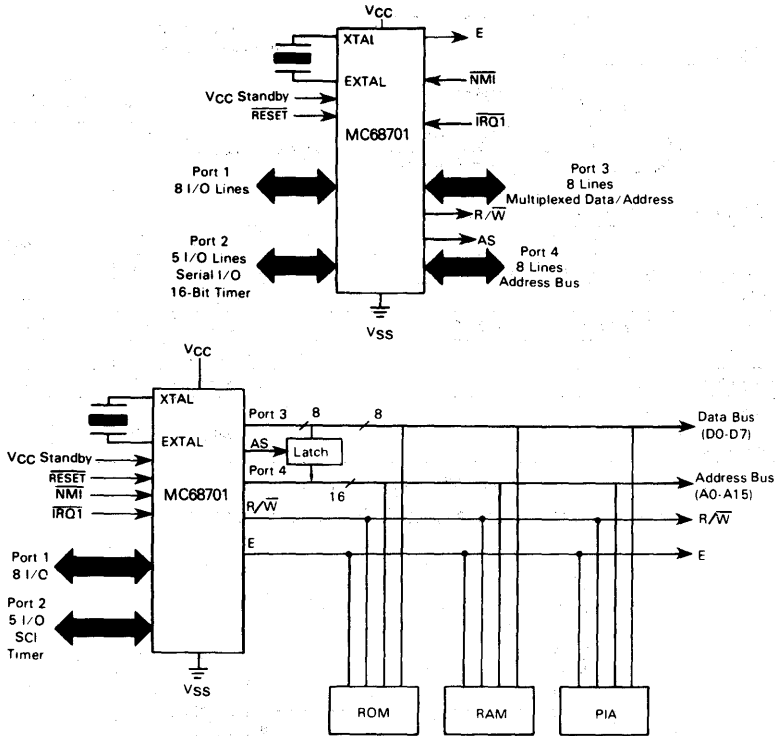 VCC
XTAL
E
EXTAL
NMI
VCC Standby
RESET
IRQ1
MC68701
Port 1
8 I/O Lines
Port 3
8 Lines
Multiplexed Data/Address
R/W
AS
Port 2
5 I/O Lines
Serial I/O
16-Bit Timer
Port 4
8 Lines
Address Bus
VSS
VCC
XTAL
Port 3
8
8
Data Bus
(D0-D7)
EXTAL
AS
Latch
VCC Standby
RESET
NMI
IRQ1
MC68701
Port 4
16
Address Bus
(A0-A15)
R/W
R/W
E
E
Port 1
8 I/O
Port 2
5 I/O
SCI
Timer
VSS
ROM
RAM
PIA